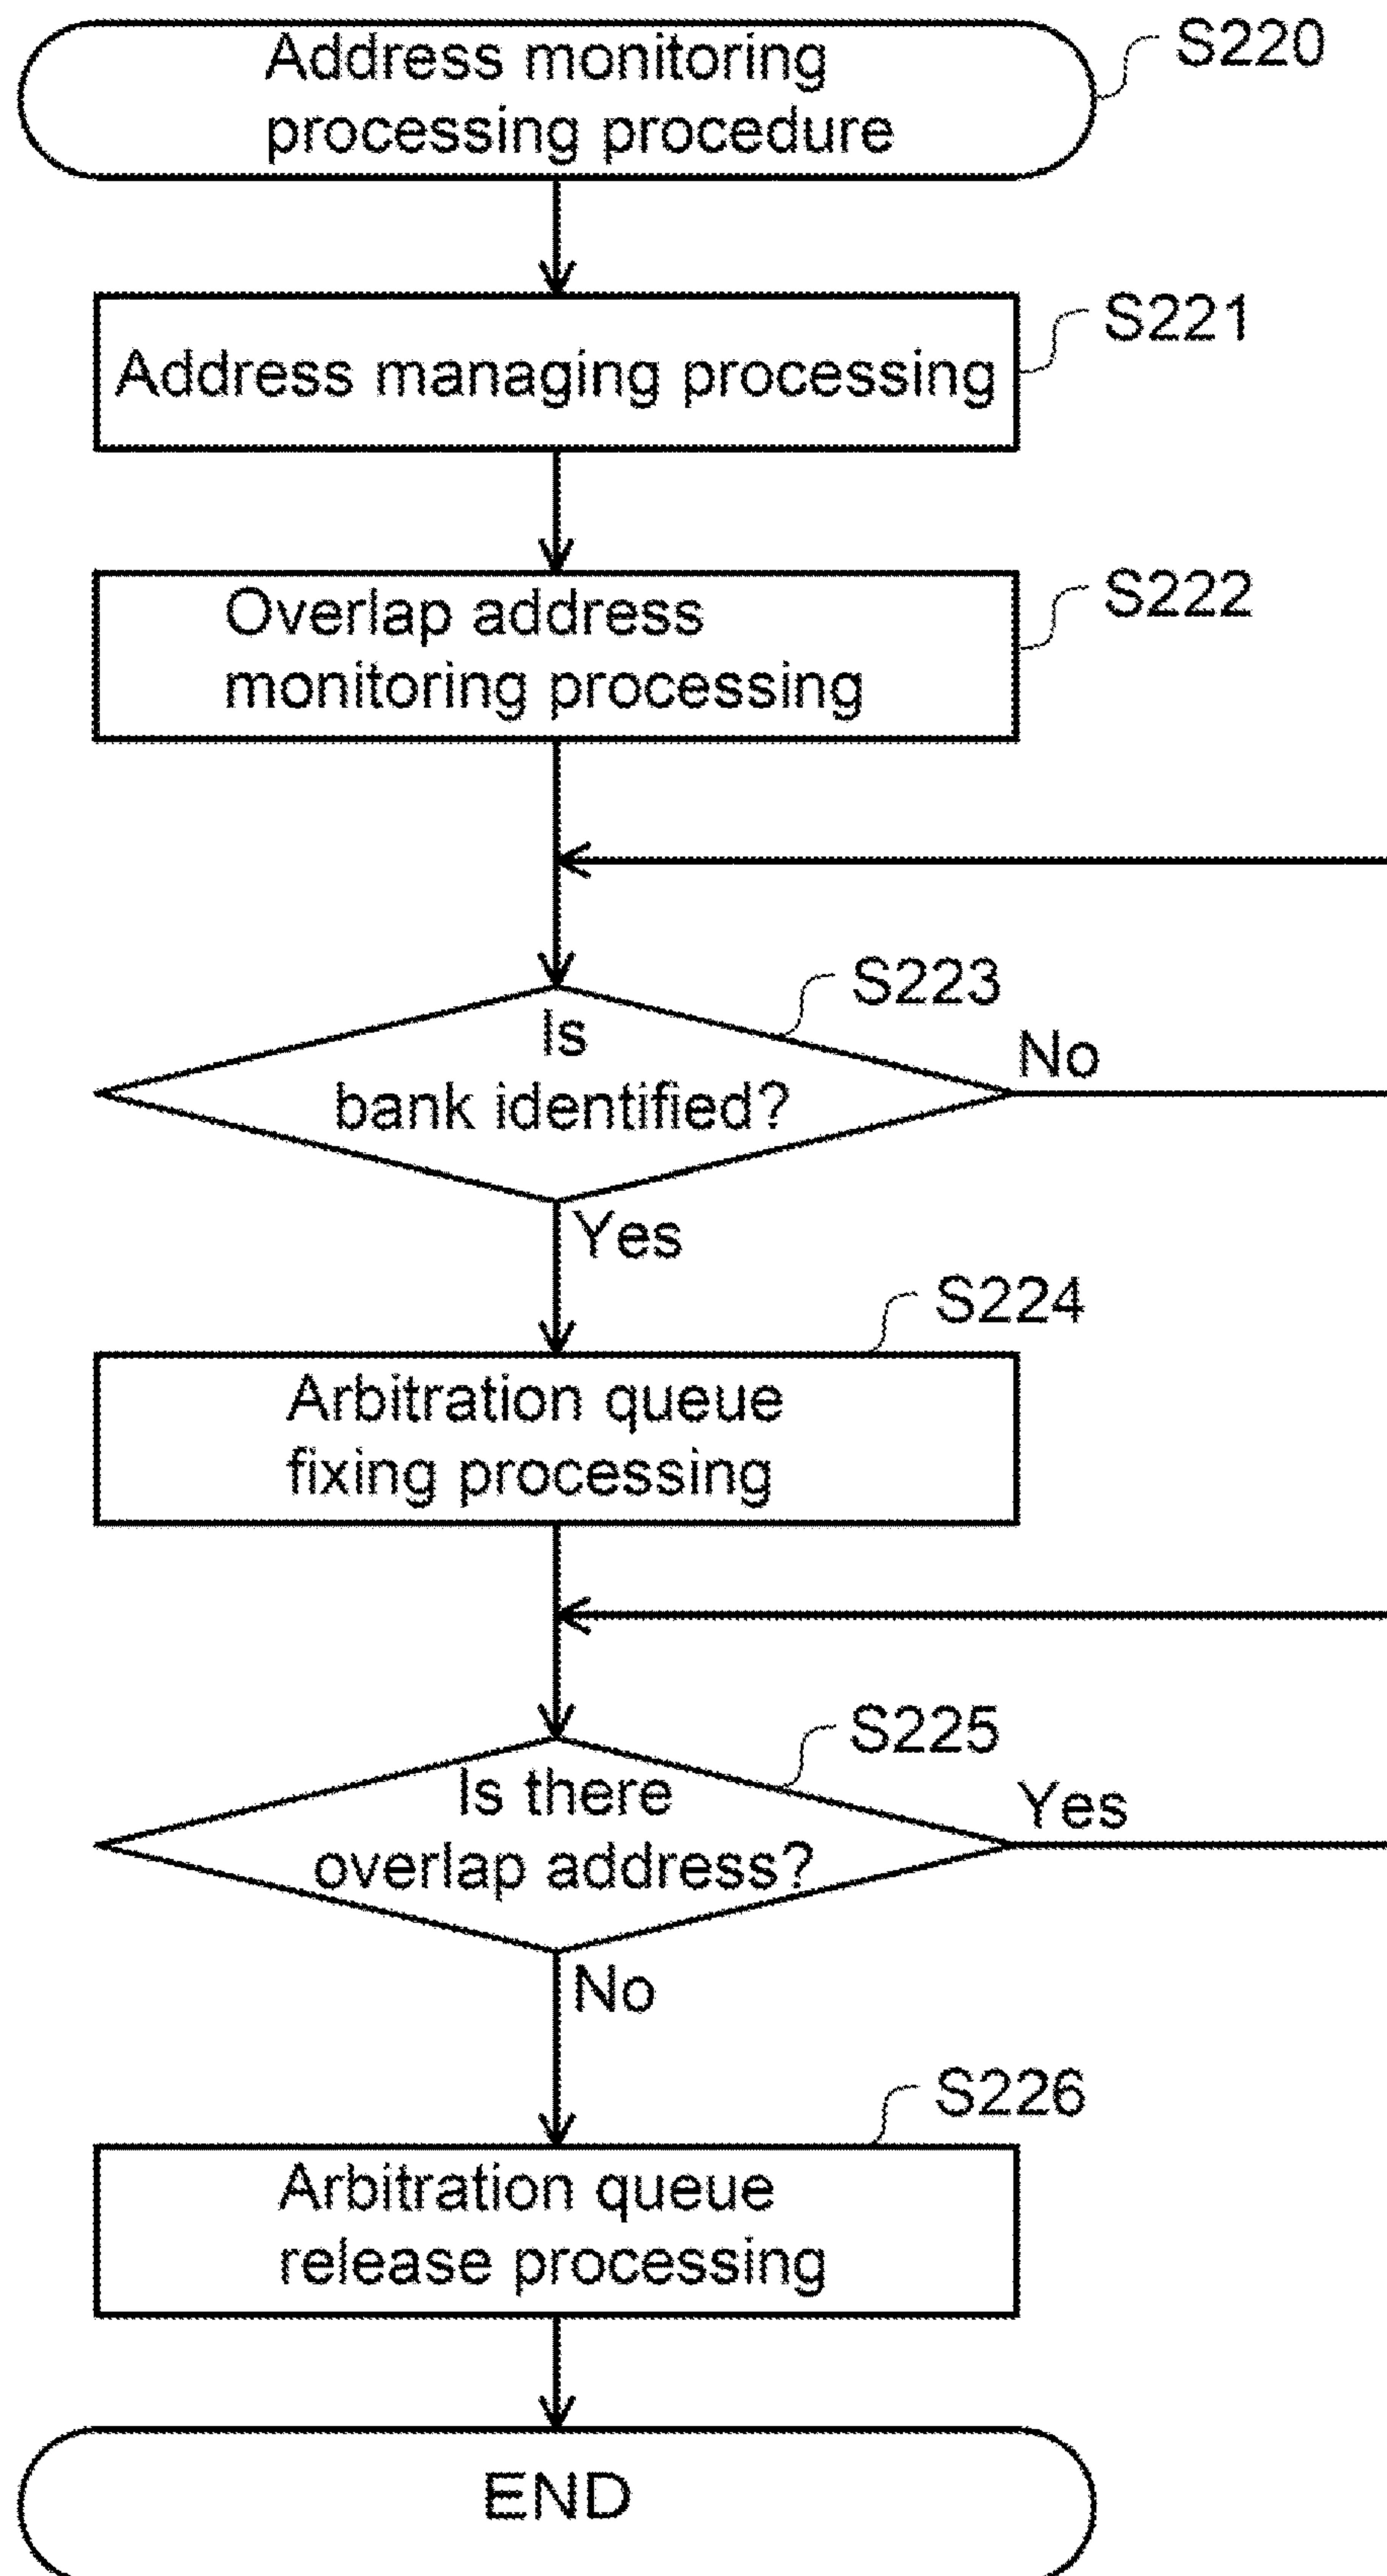 Address monitoring
processing procedure
S220
Address managing processing
S221
Overlap address
monitoring processing
S222
S223
Is
bank identified?
No
Yes
S224
Arbitration queue
fixing processing
S225
Is there
overlap address?
Yes
No
S226
Arbitration queue
release processing
END